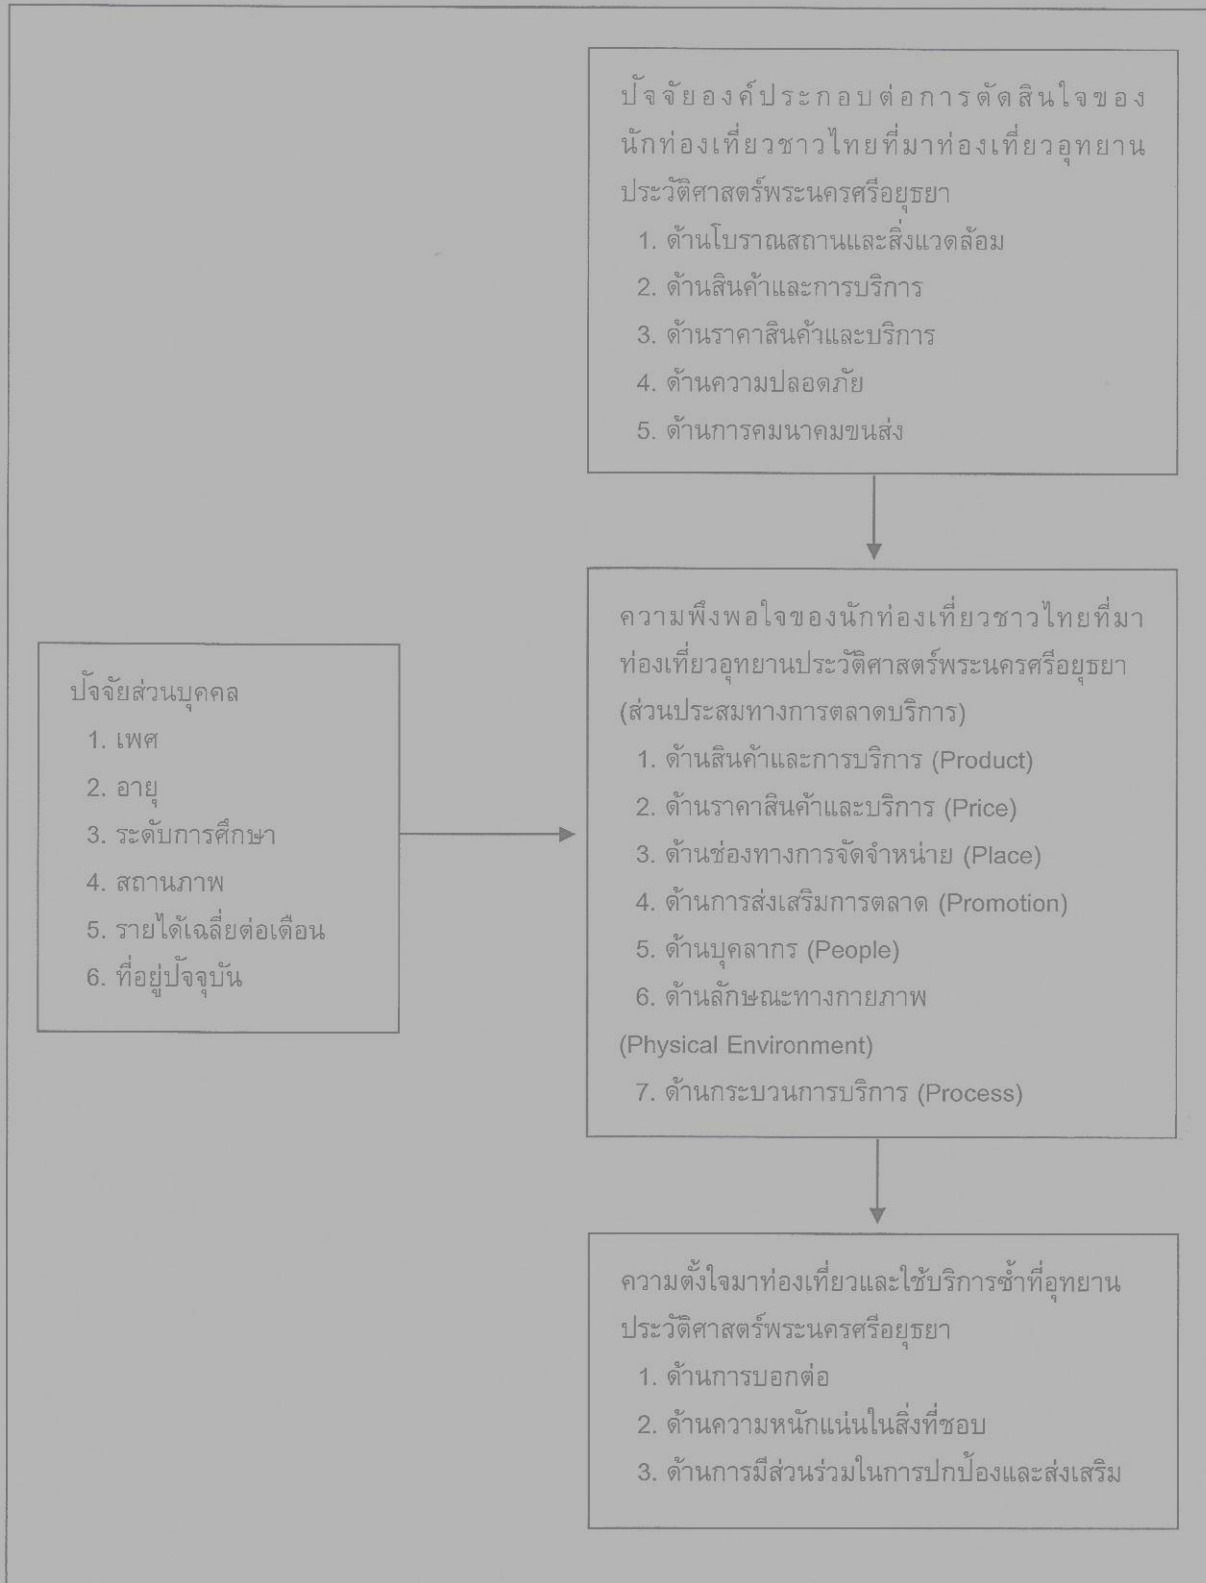 ปัจจัยองค์ประกอบต่อการตัดสินใจของ
นักท่องเที่ยวชาวไทยที่มาท่องเที่ยวอุทยาน
ประวัติศาสตร์พระนครศรีอยุธยา
1. ด้านโบราณสถานและสิ่งแวดล้อม
2. ด้านสินค้าและการบริการ
3. ด้านราคาสินค้าและบริการ
4. ด้านความปลอดภัย
5. ด้านการคมนาคมขนส่ง
ปัจจัยส่วนบุคคล
1. เพศ
2. อายุ
3. ระดับการศึกษา
4. สถานภาพ
5. รายได้เฉลี่ยต่อเดือน
6. ที่อยู่ปัจจุบัน
ความพึงพอใจของนักท่องเที่ยวชาวไทยที่มา
ท่องเที่ยวอุทยานประวัติศาสตร์พระนครศรีอยุธยา
(ส่วนประสมทางการตลาดบริการ)
1. ด้านสินค้าและการบริการ (Product)
2. ด้านราคาสินค้าและบริการ (Price)
3. ด้านช่องทางการจัดจำหน่าย (Place)
4. ด้านการส่งเสริมการตลาด (Promotion)
5. ด้านบุคลากร (People)
6. ด้านลักษณะทางกายภาพ
(Physical Environment)
7. ด้านกระบวนการบริการ (Process)
ความตั้งใจมาท่องเที่ยวและใช้บริการซ้ำที่อุทยาน
ประวัติศาสตร์พระนครศรีอยุธยา
1. ด้านการบอกต่อ
2. ด้านความหนักแน่นในสิ่งที่ชอบ
3. ด้านการมีส่วนร่วมในการปกป้องและส่งเสริม